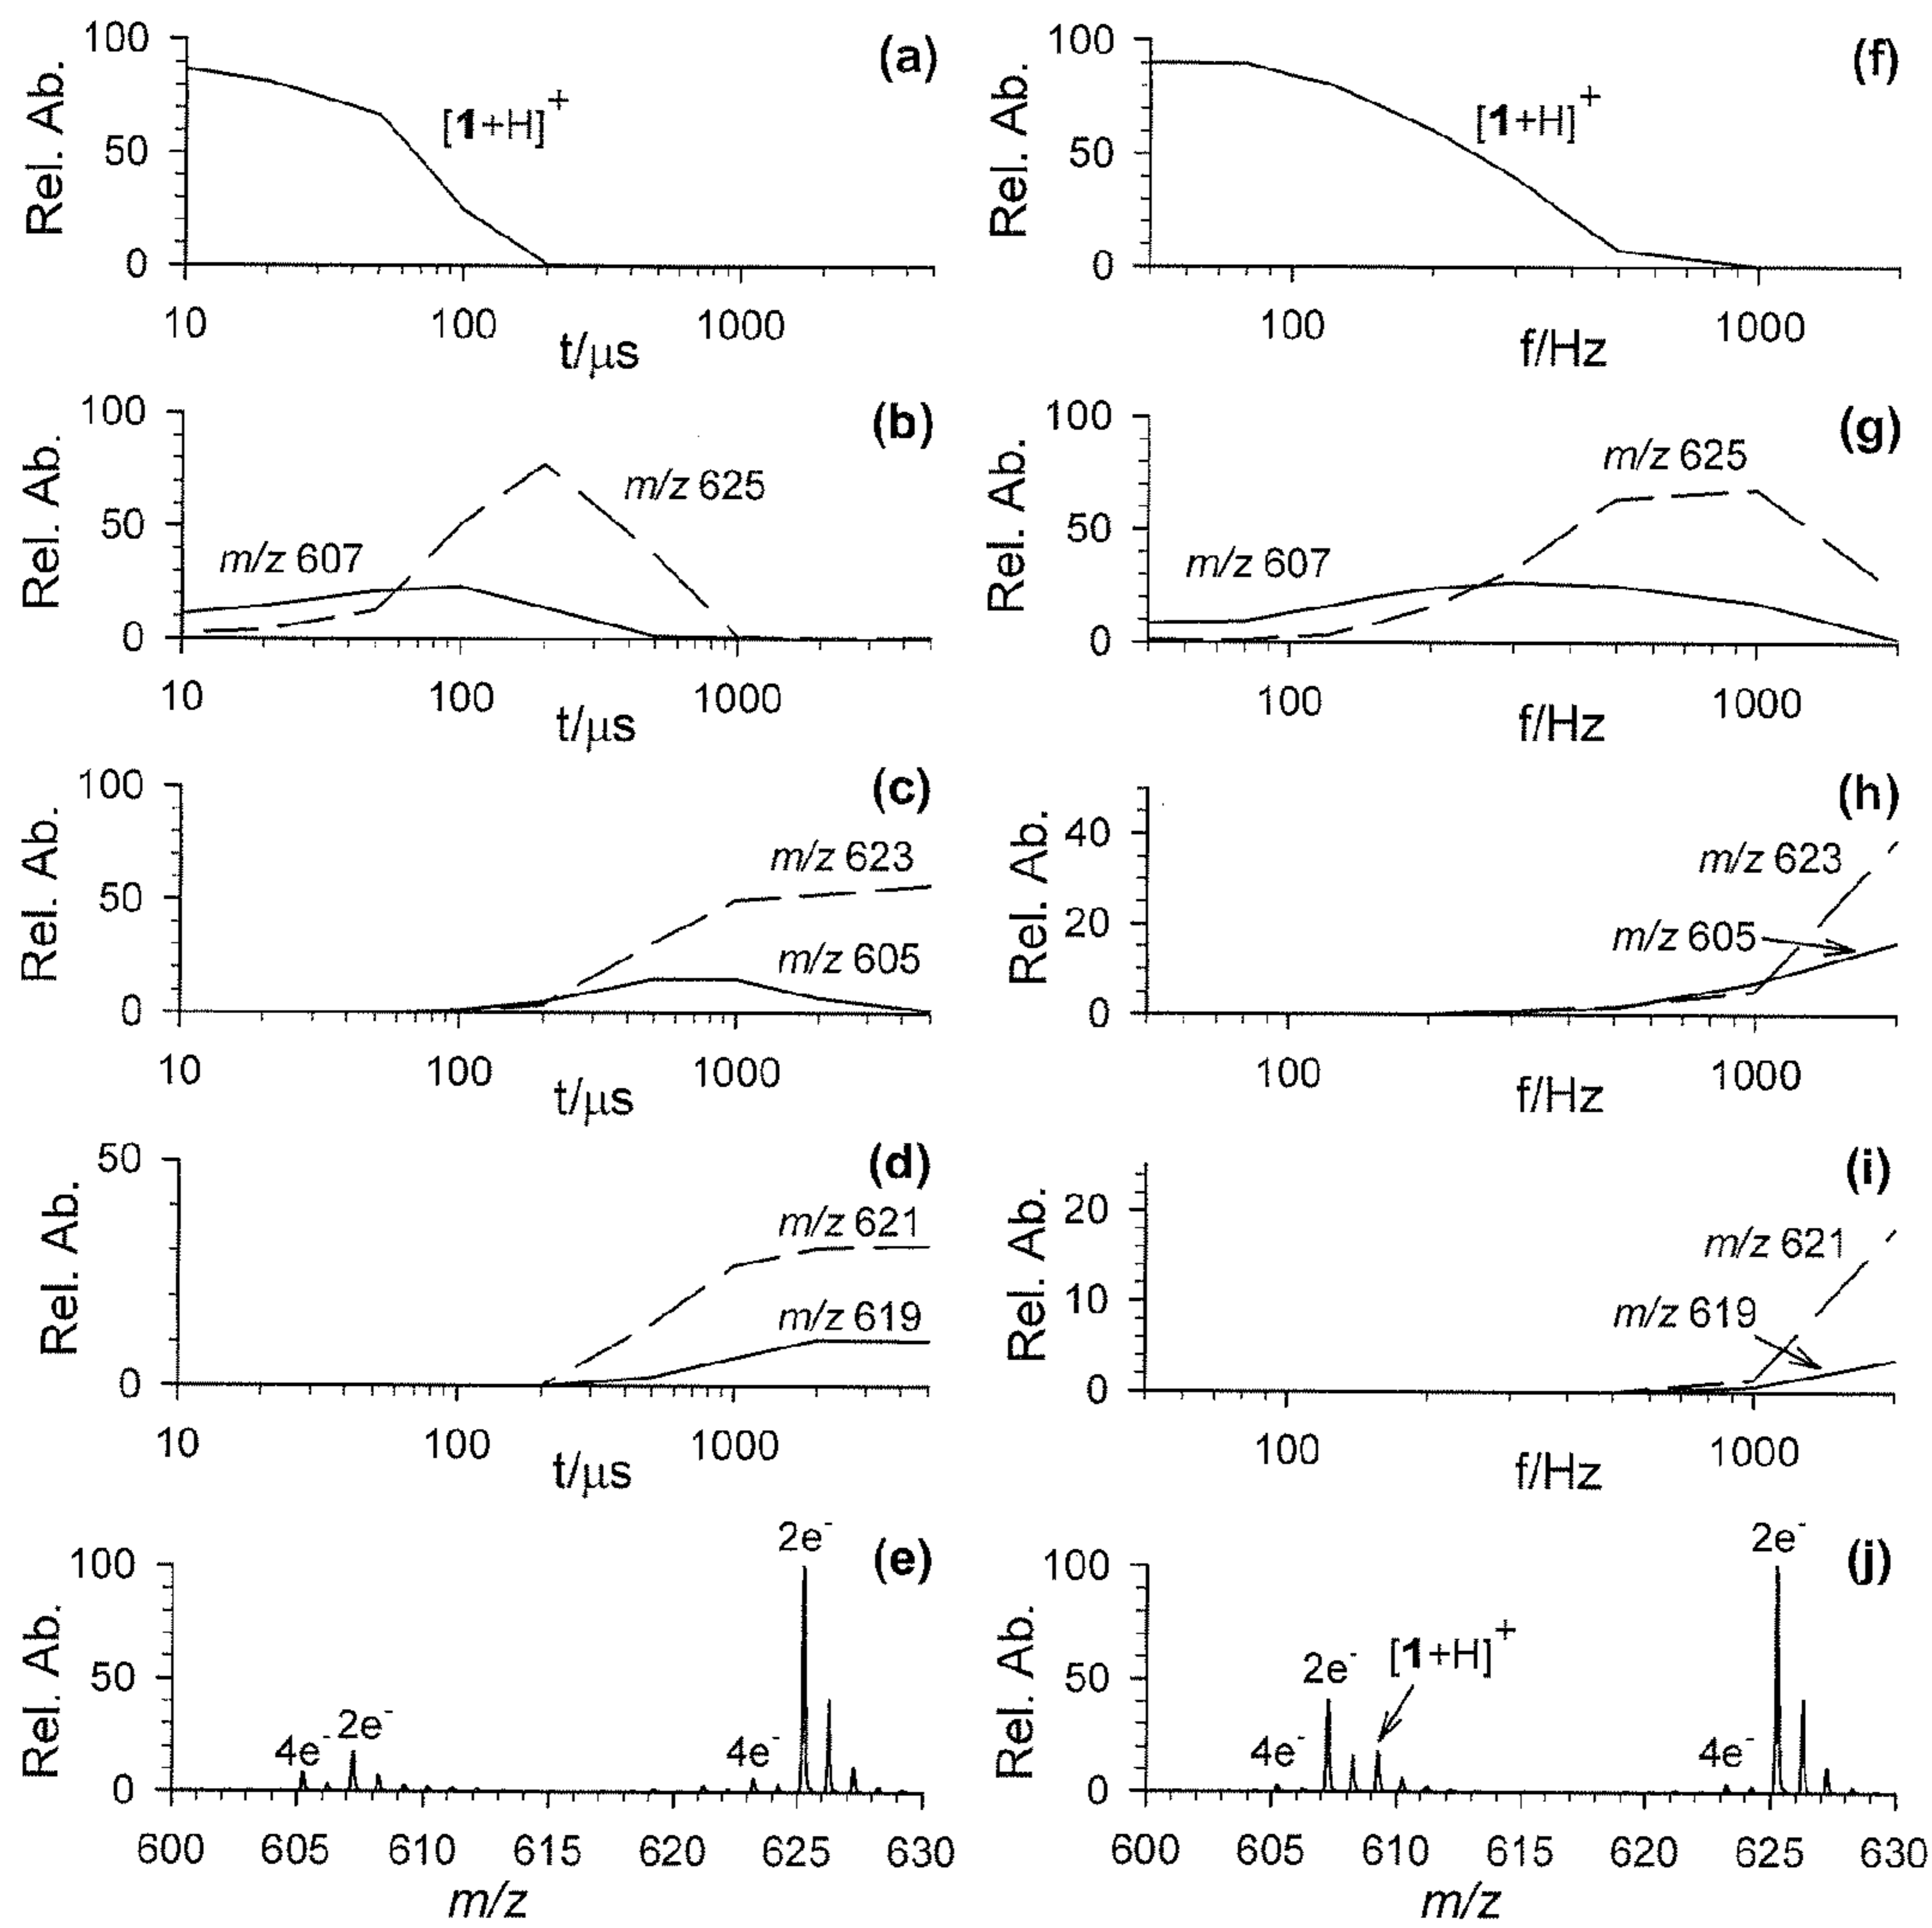 100
50
0
Rel. Ab.
(a)
[1+H]+
10 100 1000
t/μs
100
50
0
Rel. Ab.
(f)
[1+H]+
100 1000
f/Hz
100
50
0
Rel. Ab.
(b)
m/z 625
m/z 607
10 100 1000
t/μs
100
50
0
Rel. Ab.
(g)
m/z 625
m/z 607
100 1000
f/Hz
100
50
0
Rel. Ab.
(c)
m/z 623
m/z 605
10 100 1000
t/μs
40
20
0
Rel. Ab.
(h)
m/z 623
m/z 605
100 1000
f/Hz
50
0
Rel. Ab.
(d)
m/z 621
m/z 619
10 100 1000
t/μs
20
10
0
Rel. Ab.
(i)
m/z 621
m/z 619
100 1000
f/Hz
100
50
0
Rel. Ab.
(e)
2e-
4e- 2e-
4e-
600 605 610 615 620 625 630
m/z
100
50
0
Rel. Ab.
(j)
2e-
[1+H]+
2e-
4e-
4e-
600 605 610 615 620 625 630
m/z